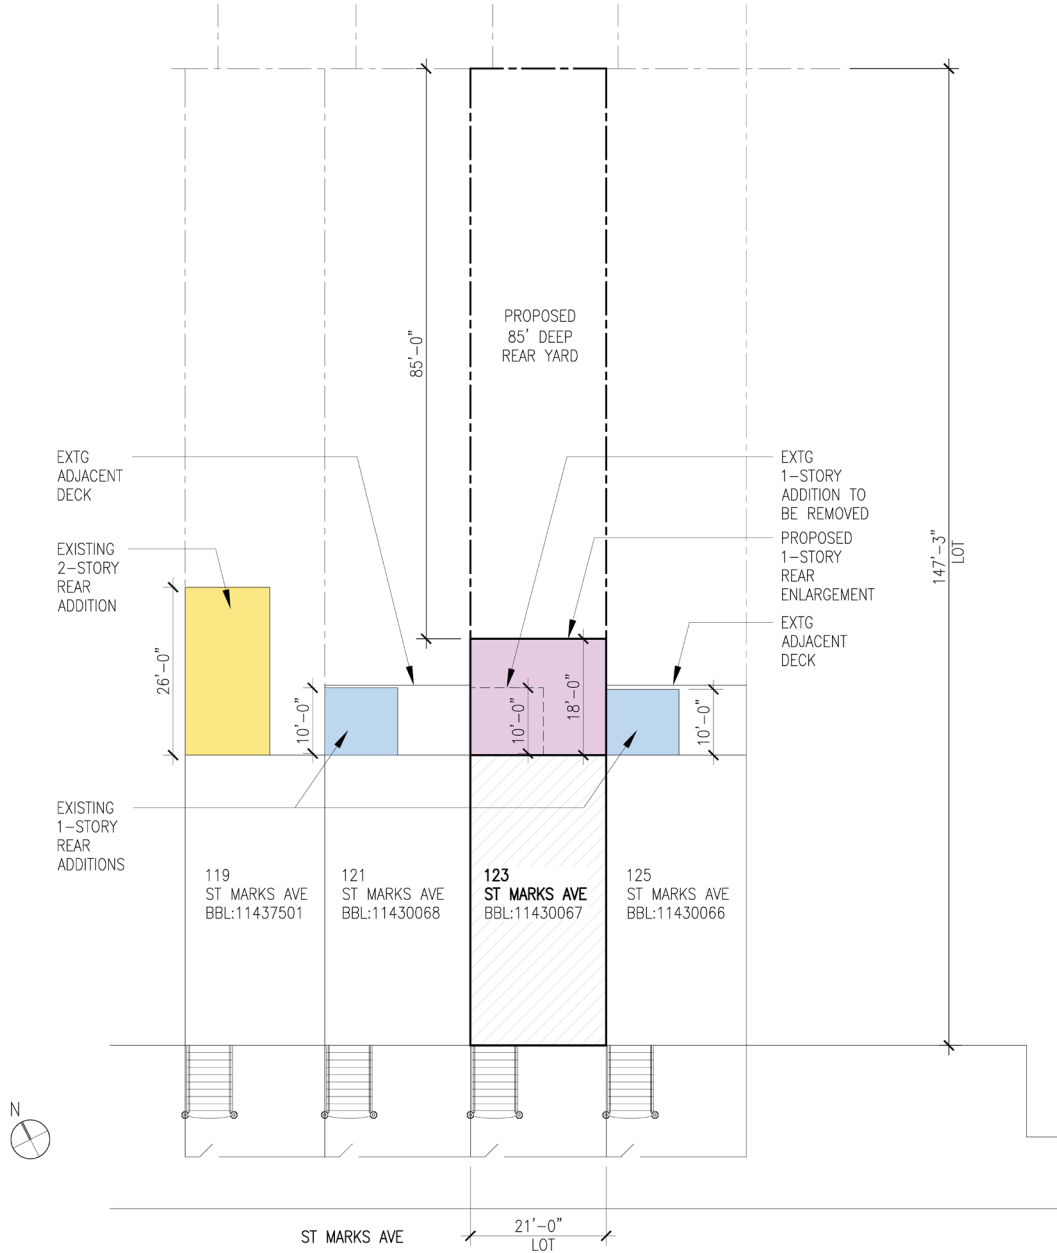 PROPOSED
85' DEEP
REAR YARD
85'-0"
147'-3"
LOT
EXTG
ADJACENT
DECK
EXTG
1-STORY
ADDITION TO
BE REMOVED
PROPOSED
1-STORY
REAR
ENLARGEMENT
EXISTING
2-STORY
REAR
ADDITION
EXTG
ADJACENT
DECK
26'-0"
10'-0"
10'-0"
18'-0"
10'-0"
EXISTING
1-STORY
REAR
ADDITIONS
119
ST MARKS AVE
BBL:11437501
121
ST MARKS AVE
BBL:11430068
123
ST MARKS AVE
BBL:11430067
125
ST MARKS AVE
BBL:11430066
N
ST MARKS AVE
21'-0"
LOT